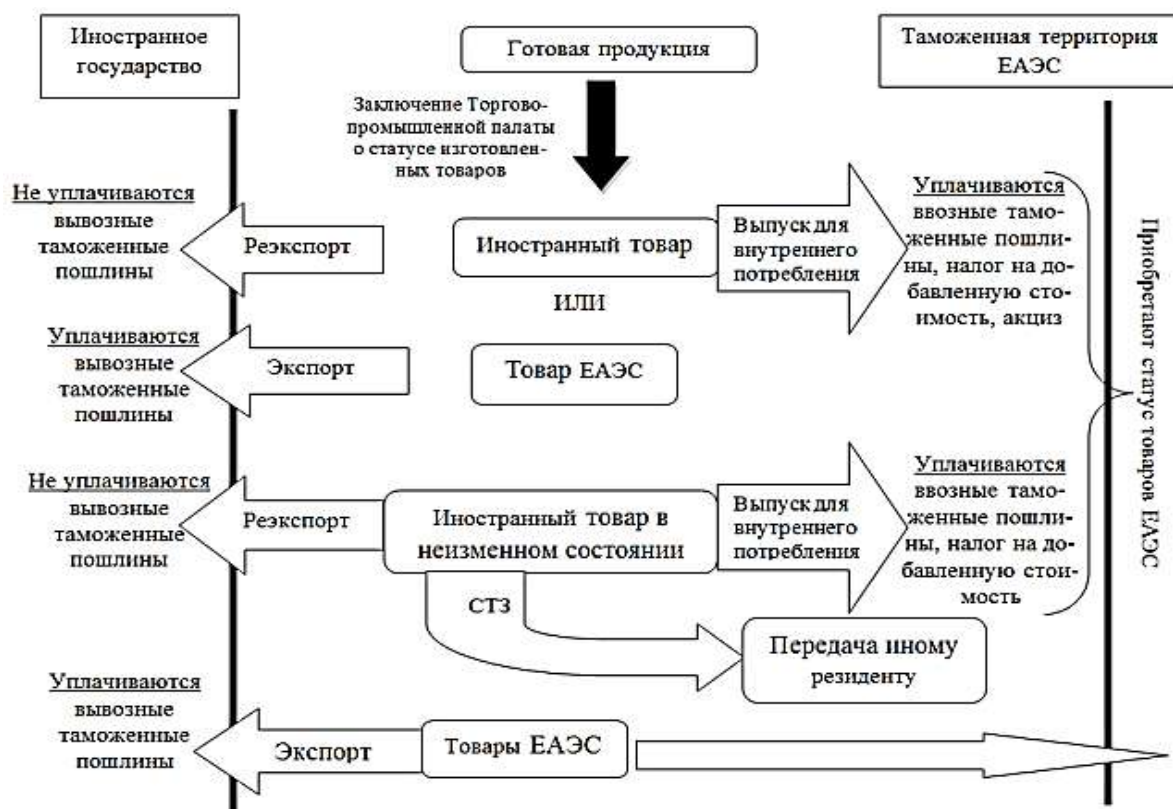 Иностранное
государство
Готовая продукция
Таможенная территория
ЕАЭС
Заключение Торгово-
промышленной палаты
о статусе изготовлен-
ных товаров
Не уплачиваются
вывозные
таможенные
пошлины
Реэкспорт
Иностранный товар
Выпуск для
внутреннего
потребления
Уплачиваются
ввозные тамо-
женные пошли-
ны, налог на до-
бавленную сто-
имость, акциз
ИЛИ
Уплачиваются
вывозные
таможенные
пошлины
Экспорт
Товар ЕАЭС
Приобретают статус товаров ЕАЭС
Не уплачиваются
вывозные
таможенные
пошлины
Реэкспорт
Иностранный товар в
неизменном состоянии
Выпуск для
внутреннего
потребления
Уплачиваются
ввозные тамо-
женные пошли-
ны, налог на до-
бавленную стои-
мость
СТЗ
Передача иному
резиденту
Уплачиваются
вывозные
таможенные
пошлины
Экспорт
Товары ЕАЭС